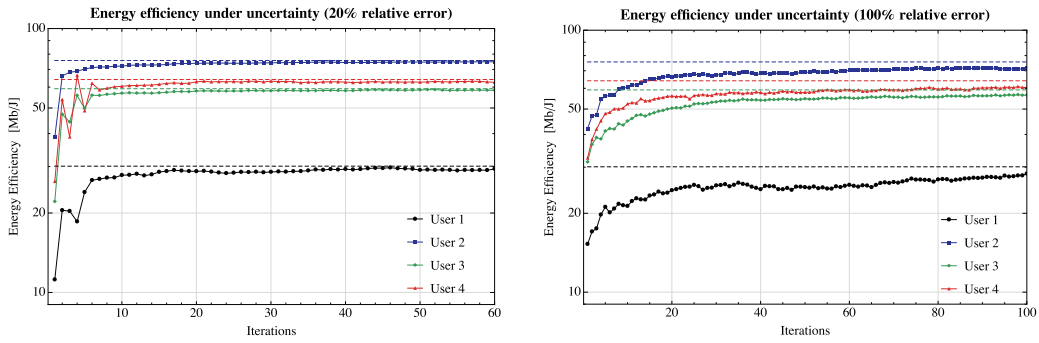 Energy efficiency under uncertainty (20% relative error)
100
50
20
10
Energy Efficiency [Mb/J]
10
20
30
40
50
60
Iterations
User 1
User 2
User 3
User 4
Energy efficiency under uncertainty (100% relative error)
100
50
20
10
Energy Efficiency [Mb/J]
20
40
60
80
100
Iterations
User 1
User 2
User 3
User 4